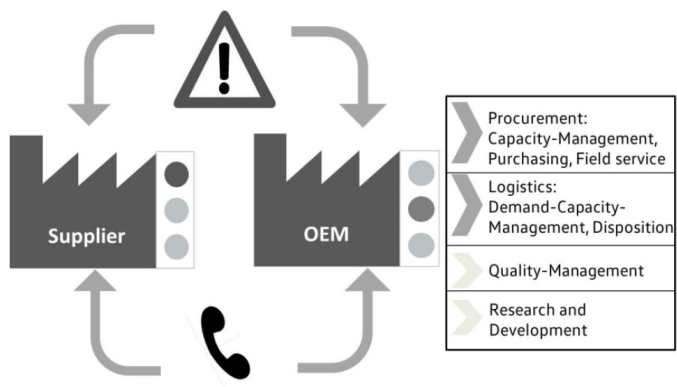 !
Supplier
OEM
Procurement:
Capacity-Management,
Purchasing, Field service
Logistics:
Demand-Capacity-
Management, Disposition
Quality-Management
Research and
Development